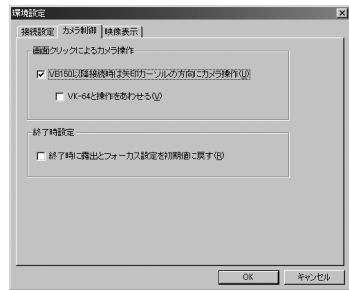 環境設定
接続設定 カメラ制御 映像表示
画面クリックによるカメラ操作
VB150以降接続時は矢印カーソルの方向にカメラ操作(U)
VK-64と操作をあわせる(V)
終了時設定
終了時に露出とフォーカス設定を初期値に戻す(R)
OK キャンセル